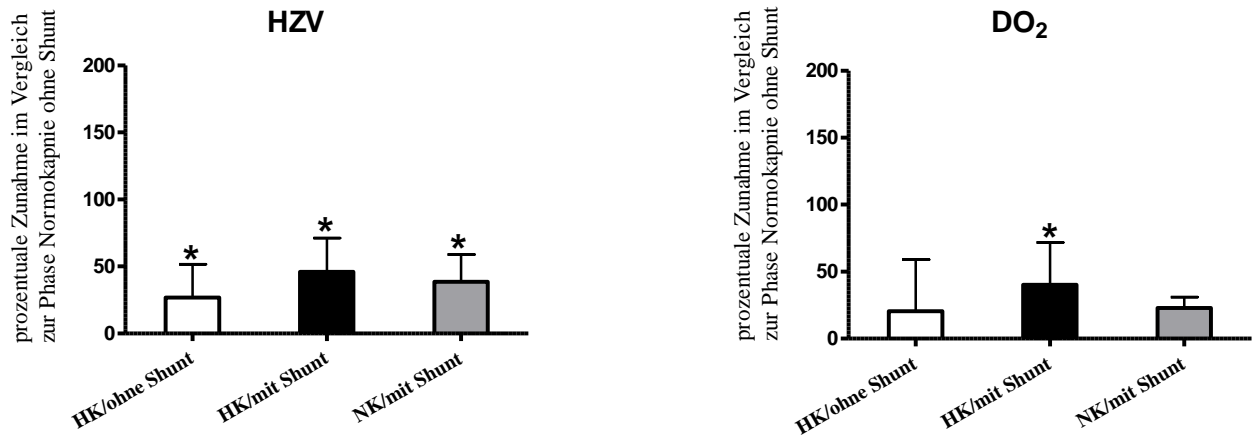 HZV
prozentuale Zunahme im Vergleich
zur Phase Normokapnie ohne Shunt
200
150
100
50
0
*
*
*
HK/ohne Shunt
HK/mit Shunt
NK/mit Shunt
DO₂
prozentuale Zunahme im Vergleich
zur Phase Normokapnie ohne Shunt
200
150
100
50
0
*
HK/ohne Shunt
HK/mit Shunt
NK/mit Shunt